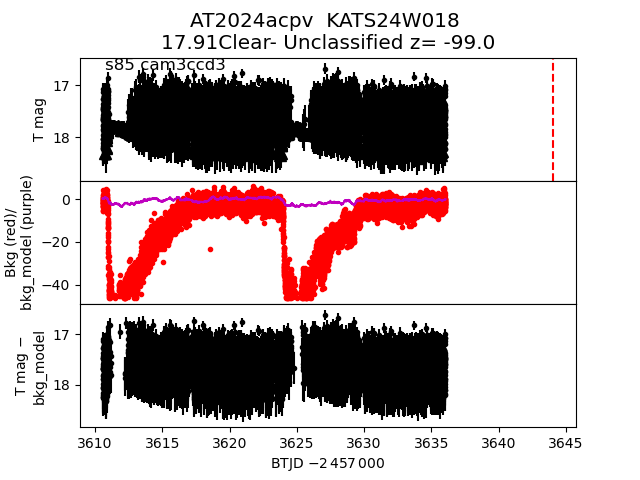 AT2024acpv  KATS24W018
17.91Clear- Unclassified z= -99.0
s85 cam3ccd3
17
18
T mag
0
−20
−40
Bkg (red)/
bkg_model (purple)
17
18
T mag −
bkg_model
3610 3615 3620 3625 3630 3635 3640 3645
BTJD −2 457 000